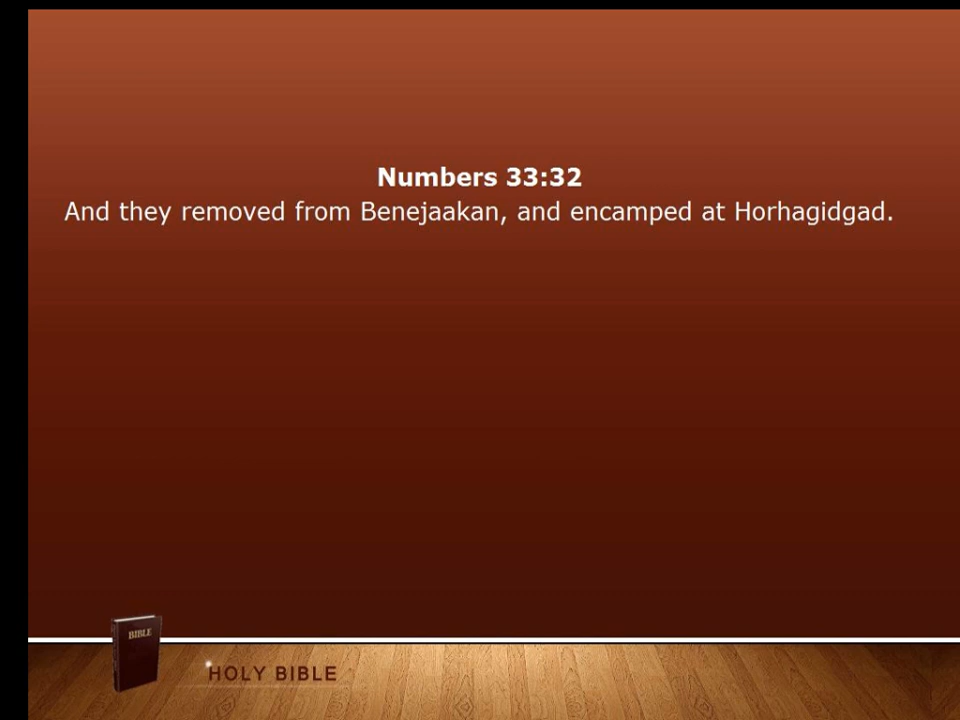 Numbers 33:32
And they removed from Benejaakan, and encamped at Horhagidgad.
BIBLE
HOLY BIBLE